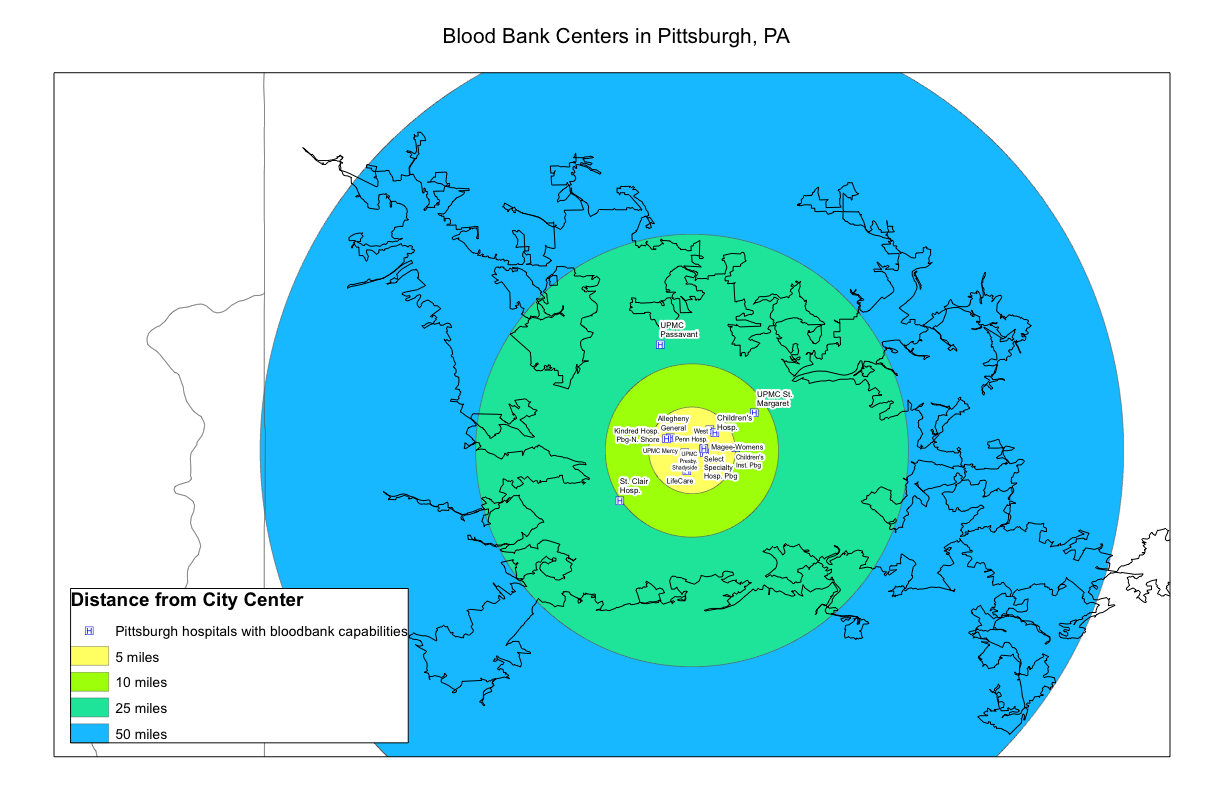 Blood Bank Centers in Pittsburgh, PA
UPMC
Passavant
UPMC St.
Margaret
Allegheny
General
Children's
Hosp.
Kindred Hosp.
Pbg-N. Shore
West
Penn Hosp.
UPMC Mercy
UPMC
Presby.
Shadyside
Magee-Womens
Select
Specialty
Hosp. Pbg
Children's
Inst. Pbg
LifeCare
St. Clair
Hosp.
Distance from City Center
H Pittsburgh hospitals with bloodbank capabilities
5 miles
10 miles
25 miles
50 miles